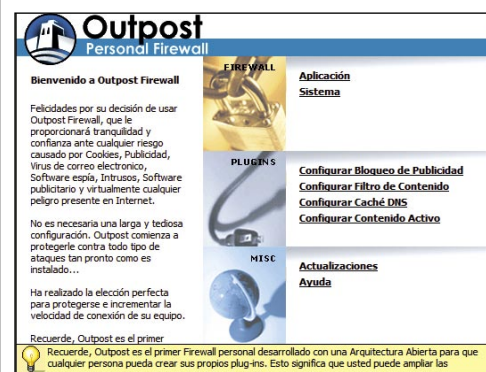 Outpost
Personal Firewall
Bienvenido a Outpost Firewall
Felicidades por su decisión de usar
Outpost Firewall, que le
proporcionará tranquilidad y
confianza ante cualquier riesgo
causado por Cookies, Publicidad,
Virus de correo electronico,
Software espía, Intrusos, Software
publicitario y virtualmente cualquier
peligro presente en Internet.
No es necesaria una larga y tediosa
configuración. Outpost comienza a
protegerle contra todo tipo de
ataques tan pronto como es
instalado...
Ha realizado la elección perfecta
para protegerse e incrementar la
velocidad de conexión de su equipo.
Recuerde, Outpost es el primer
FIREWALL
Aplicación
Sistema
PLUGINS
Configurar Bloqueo de Publicidad
Configurar Filtro de Contenido
Configurar Caché DNS
Configurar Contenido Activo
MISC
Actualizaciones
Ayuda
Recuerde, Outpost es el primer Firewall personal desarrollado con una Arquitectura Abierta para que
cualquier persona pueda crear sus propios plug-ins. Esto significa que usted puede ampliar las